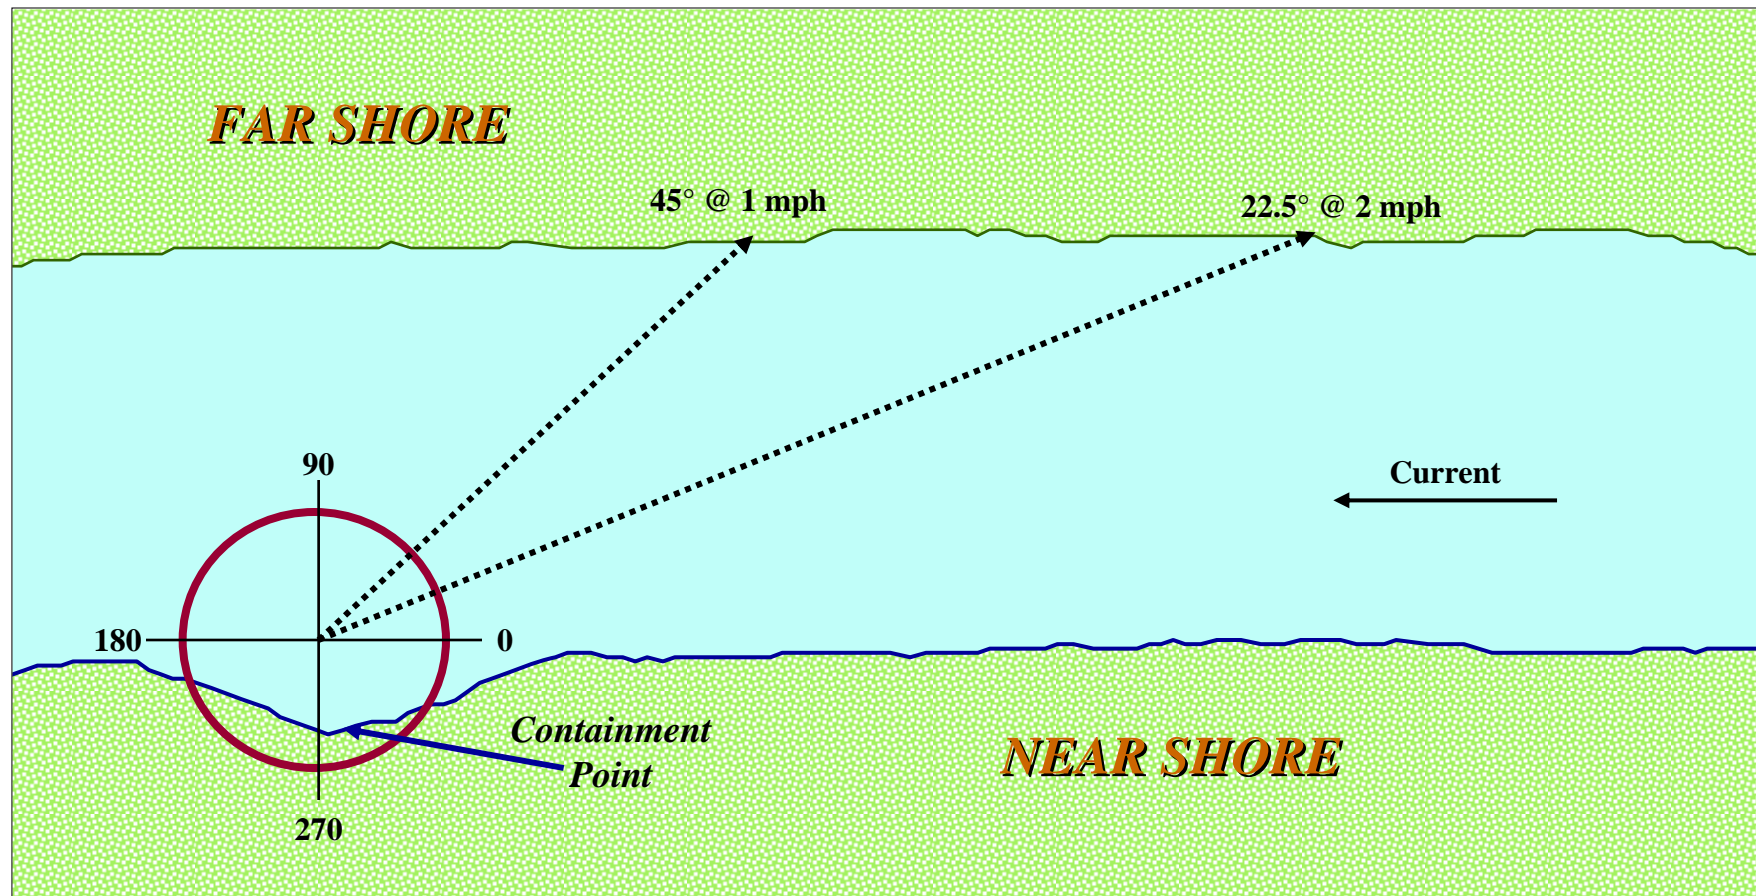 FAR SHORE
45° @ 1 mph
22.5° @ 2 mph
90
Current
180
0
Containment
Point
NEAR SHORE
270